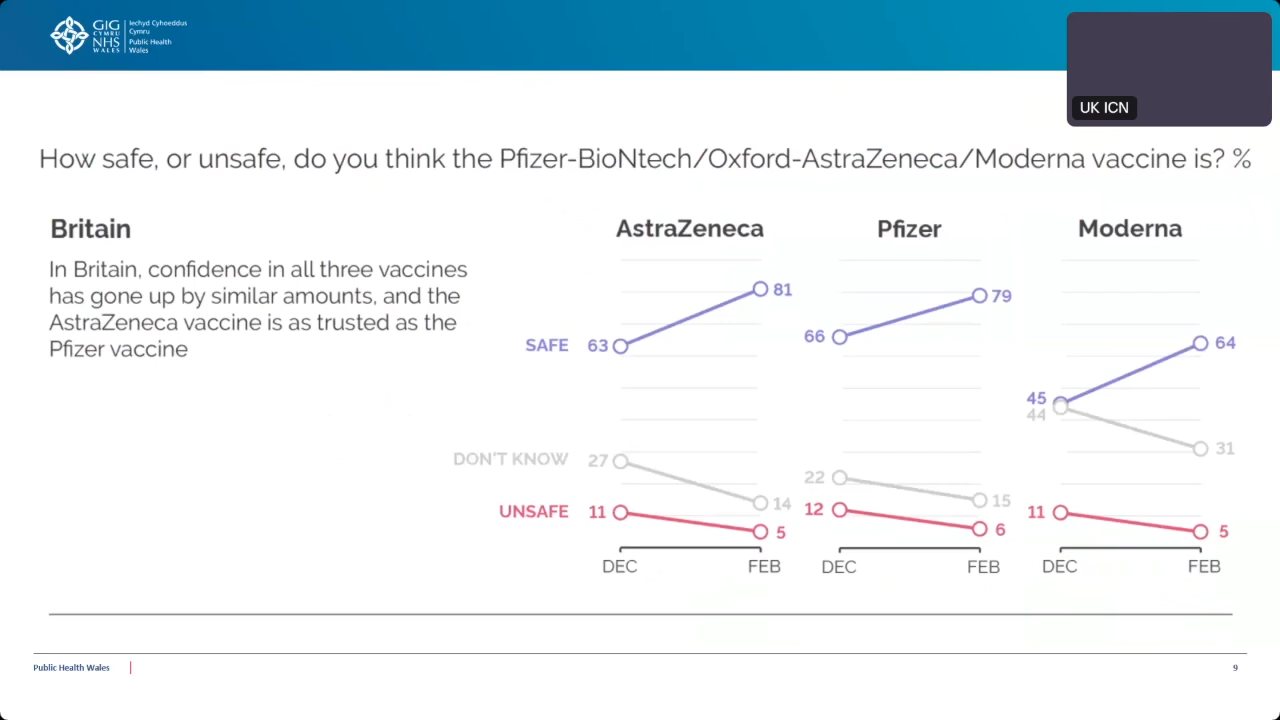 GIG
CYMRU
NHS
WALES
Iechyd Cyhoeddus
Cymru
Public Health
Wales
UK ICN
How safe, or unsafe, do you think the Pfizer-BioNtech/Oxford-AstraZeneca/Moderna vaccine is? %
Britain
In Britain, confidence in all three vaccines
has gone up by similar amounts, and the
AstraZeneca vaccine is as trusted as the
Pfizer vaccine
AstraZeneca
Pfizer
Moderna
SAFE
63
81
66
79
45
64
DON'T KNOW
27
14
22
15
44
31
UNSAFE
11
5
12
6
11
5
DEC
FEB
DEC
FEB
DEC
FEB
Public Health Wales
9